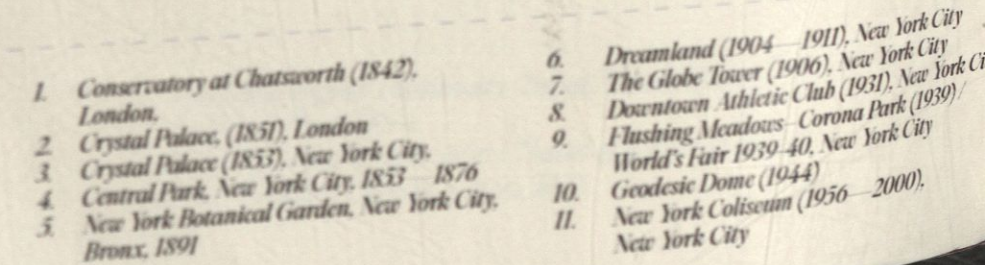 1. Conservatory at Chatsworth (1842),
London,
2. Crystal Palace, (1851), London
3. Crystal Palace (1853), New York City,
4. Central Park, New York City, 1853—1876
5. New York Botanical Garden, New York City,
Bronx, 1891
6. Dreamland (1904—1911), New York City
7. The Globe Tower (1906), New York City
8. Downtown Athletic Club (1931), New York Ci
9. Flushing Meadows–Corona Park (1939)/
World's Fair 1939–40, New York City
10. Geodesic Dome (1944)
11. New York Coliseum (1956—2000),
New York City